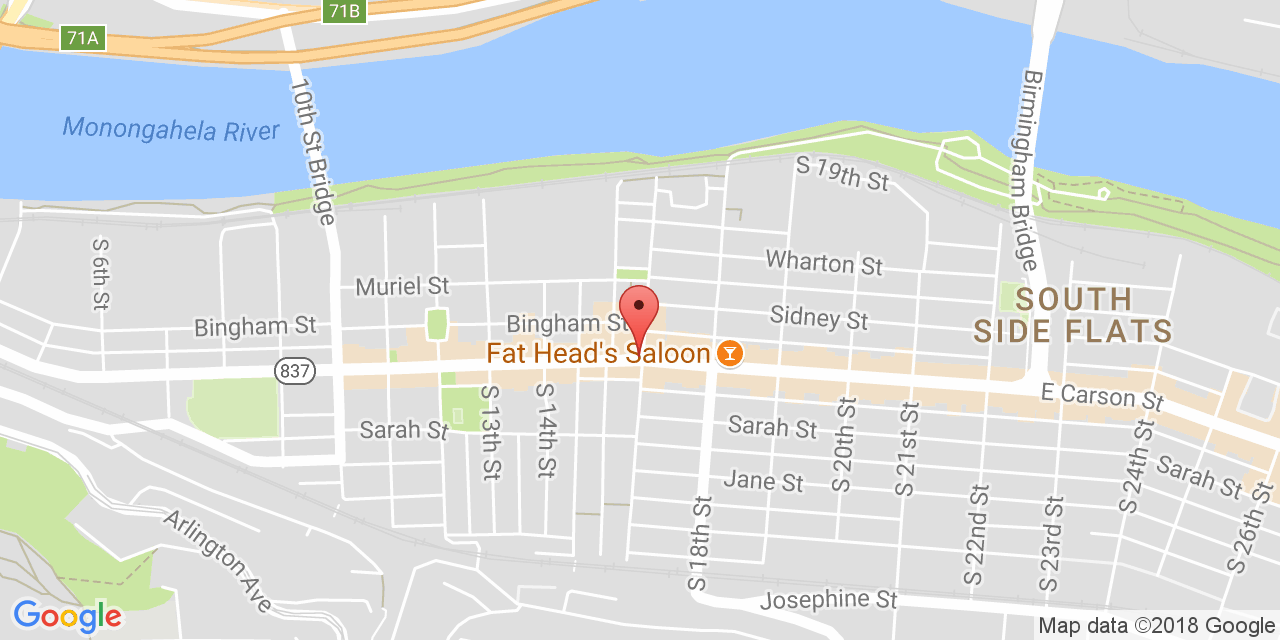 71B
71A
Monongahela River
10th St Bridge
Birmingham Bridge
S 19th St
S 6th St
Wharton St
Muriel St
SOUTH
SIDE FLATS
Sidney St
Bingham St
Bingham St
Fat Head's Saloon
837
E Carson St
S 13th St
S 14th St
Sarah St
Sarah St
S 20th St
S 21st St
S 24th St
Sarah St
Jane St
S 18th St
S 22nd St
S 23rd St
S 26th St
Arlington Ave
Josephine St
Google
Map data ©2018 Google